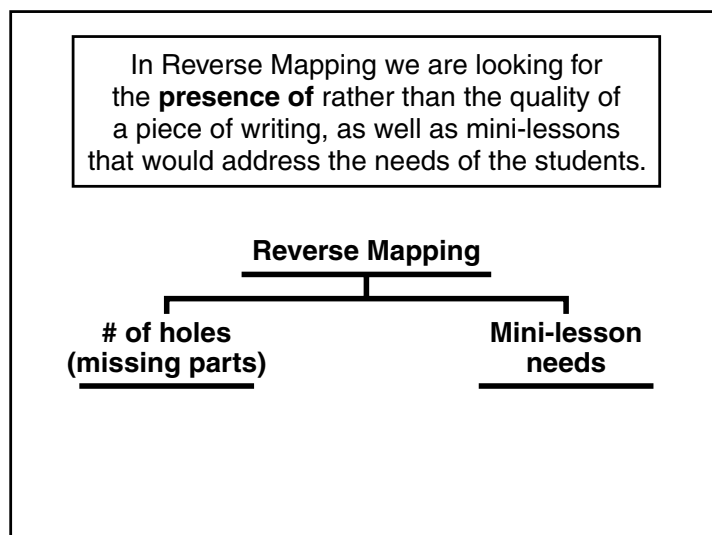 In Reverse Mapping we are looking for
the presence of rather than the quality of
a piece of writing, as well as mini-lessons
that would address the needs of the students.
Reverse Mapping
# of holes
(missing parts)
Mini-lesson
needs